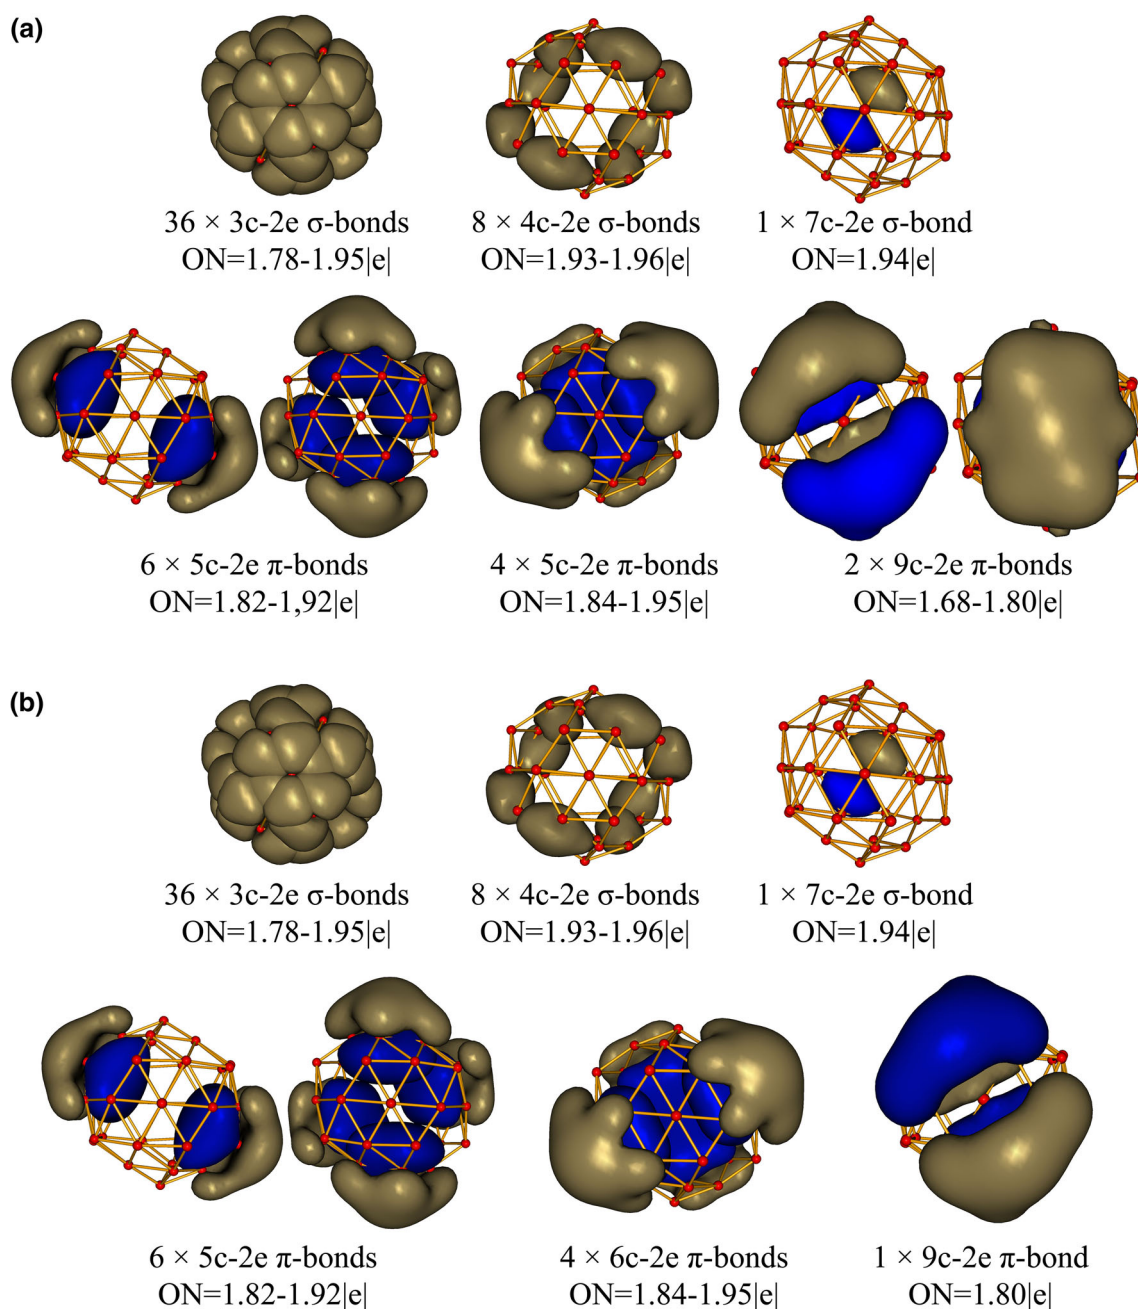 (a)
36 × 3c-2e σ-bonds
ON=1.78-1.95|e|
8 × 4c-2e σ-bonds
ON=1.93-1.96|e|
1 × 7c-2e σ-bond
ON=1.94|e|
6 × 5c-2e π-bonds
ON=1.82-1,92|e|
4 × 5c-2e π-bonds
ON=1.84-1.95|e|
2 × 9c-2e π-bonds
ON=1.68-1.80|e|
(b)
36 × 3c-2e σ-bonds
ON=1.78-1.95|e|
8 × 4c-2e σ-bonds
ON=1.93-1.96|e|
1 × 7c-2e σ-bond
ON=1.94|e|
6 × 5c-2e π-bonds
ON=1.82-1.92|e|
4 × 6c-2e π-bonds
ON=1.84-1.95|e|
1 × 9c-2e π-bond
ON=1.80|e|